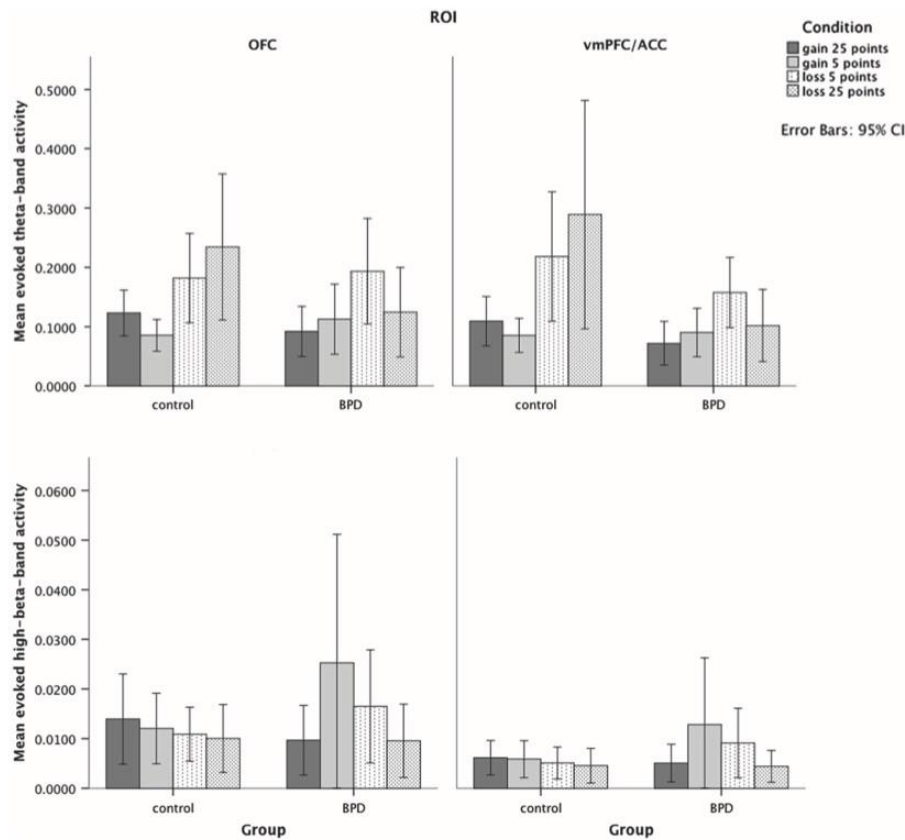 ROI
OFC
vmPFC/ACC
Condition
gain 25 points
gain 5 points
loss 5 points
loss 25 points
Error Bars: 95% CI
Mean evoked theta-band activity
0.5000
0.4000
0.3000
0.2000
0.1000
0.0000
control
BPD
control
BPD
Mean evoked high-beta-band activity
0.0600
0.0500
0.0400
0.0300
0.0200
0.0100
0.0000
control
BPD
control
BPD
Group
Group